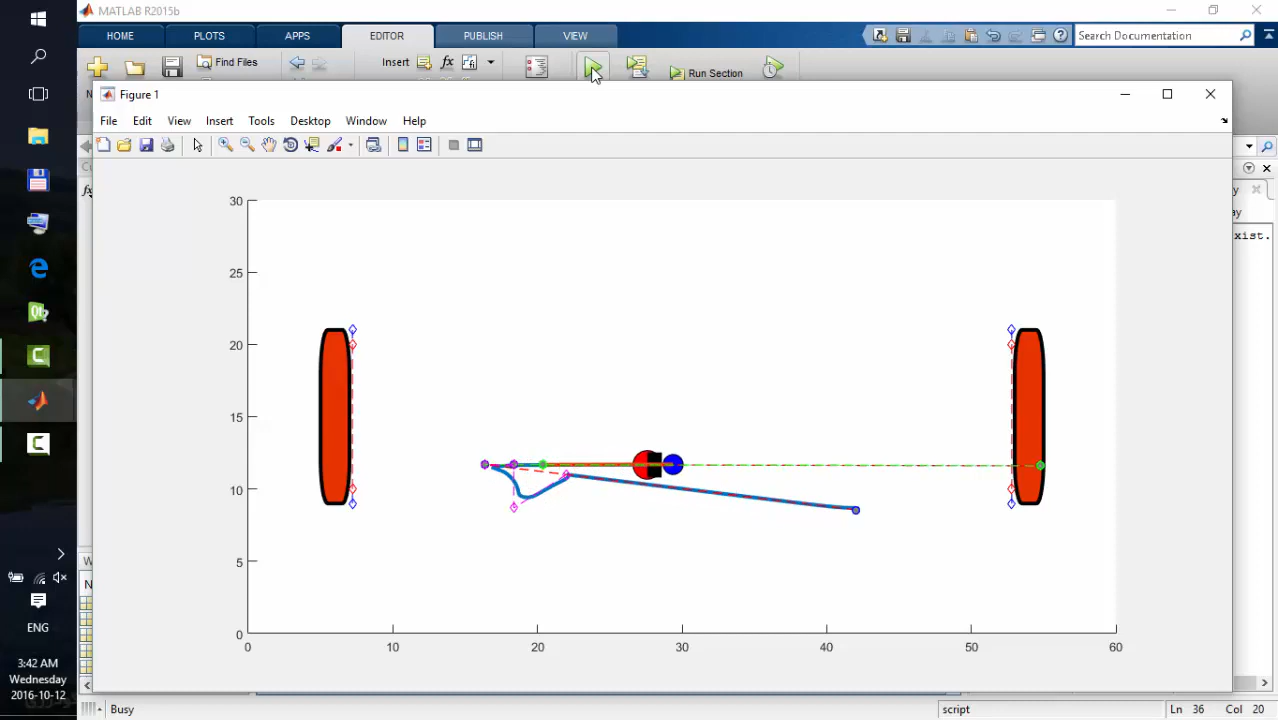 MATLAB R2015b
HOME PLOTS APPS EDITOR PUBLISH VIEW
Search Documentation
Find Files
Insert
fx
Run Section
Figure 1
File Edit View Insert Tools Desktop Window Help
30
25
20
15
10
5
0
0 10 20 30 40 50 60
xist.
ENG
3:42 AM
Wednesday
2016-10-12
Busy
script
Ln 36 Col 20